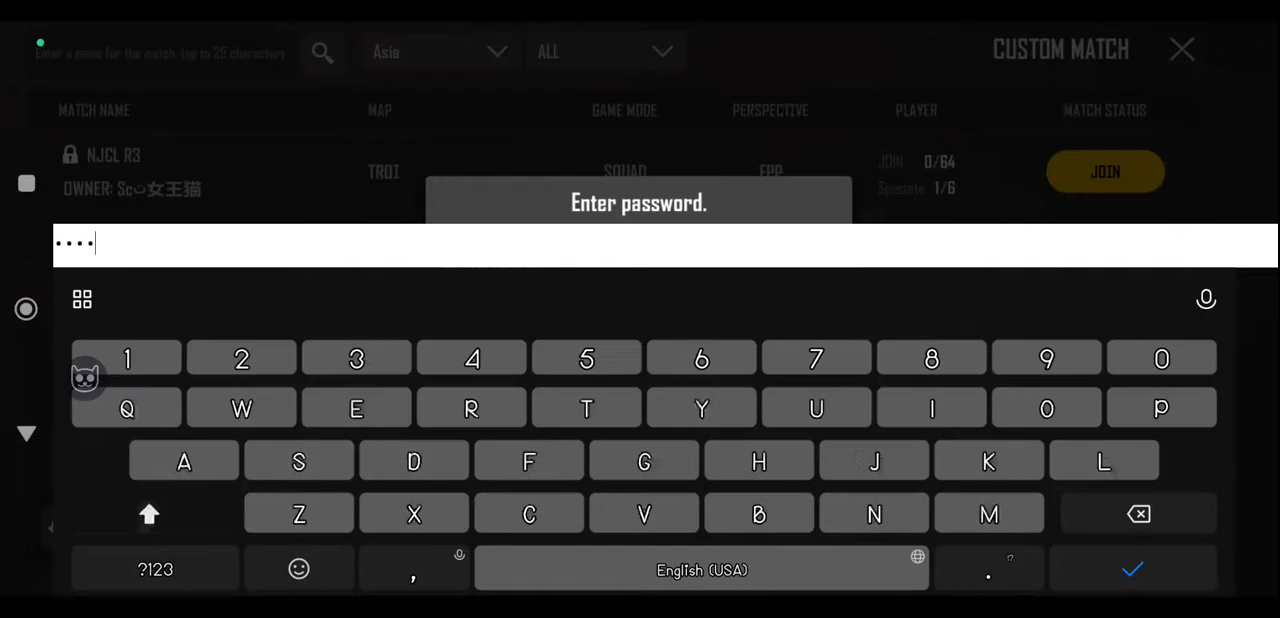 Enter a name for the match. (up to 25 characters)
Asia
ALL
CUSTOM MATCH
MATCH NAME
MAP
GAME MODE
PERSPECTIVE
PLAYER
MATCH STATUS
NJCL R3
OWNER: Sc
女王猫
TROI
SQUAD
FPP
JOIN 0/64
Spectate 1/6
JOIN
Enter password.
••••
1 2 3 4 5 6 7 8 9 0
Q W E R T Y U I O P
A S D F G H J K L
Z X C V B N M
?123
,
English (USA)
.
!?